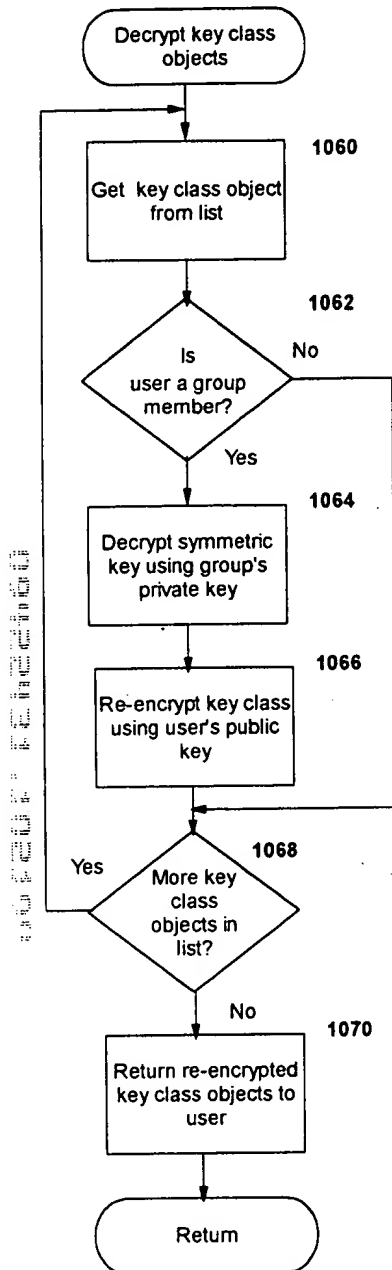 Decrypt key class
objects
1060
Get key class object
from list
1062
Is
user a group
member?
No
Yes
1064
Decrypt symmetric
key using group's
private key
1066
Re-encrypt key class
using user's public
key
1068
Yes
More key
class
objects in
list?
No
1070
Return re-encrypted
key class objects to
user
Return